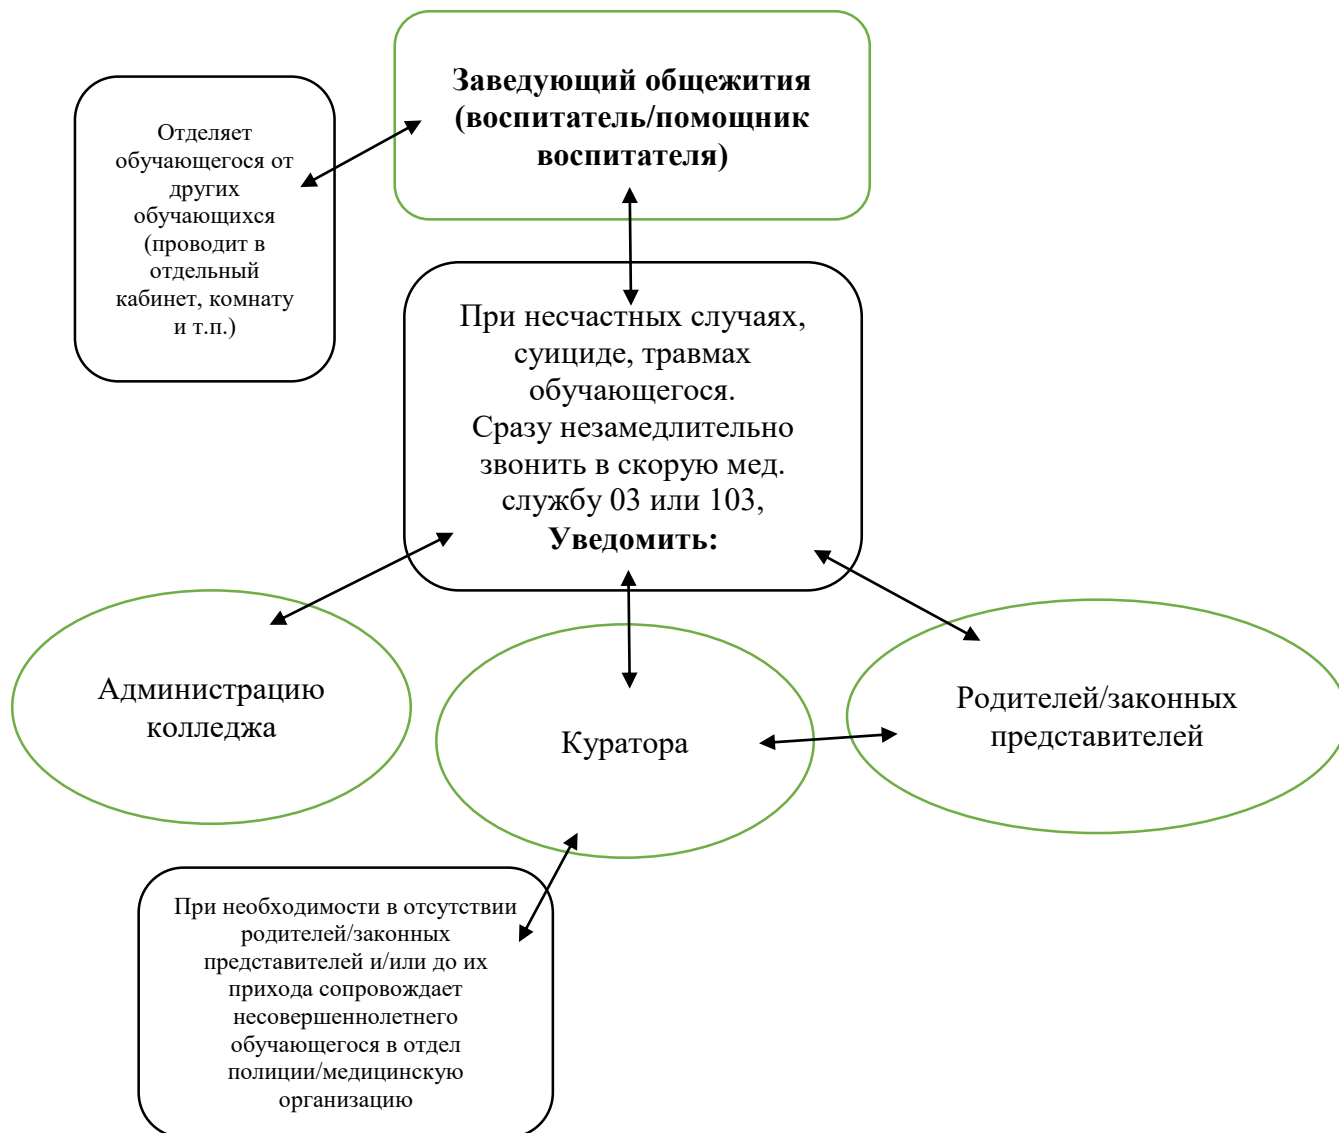 Заведующий общежития
(воспитатель/помощник
воспитателя)
Отделяет
обучающегося от
других
обучающихся
(проводит в
отдельный
кабинет, комнату
и т.п.)
При несчастных случаях,
суициде, травмах
обучающегося.
Сразу незамедлительно
звонить в скорую мед.
службу 03 или 103,
Уведомить:
Администрацию
колледжа
Куратора
Родителей/законных
представителей
При необходимости в отсутствии
родителей/законных
представителей и/или до их
прихода сопровождает
несовершеннолетнего
обучающегося в отдел
полиции/медицинскую
организацию